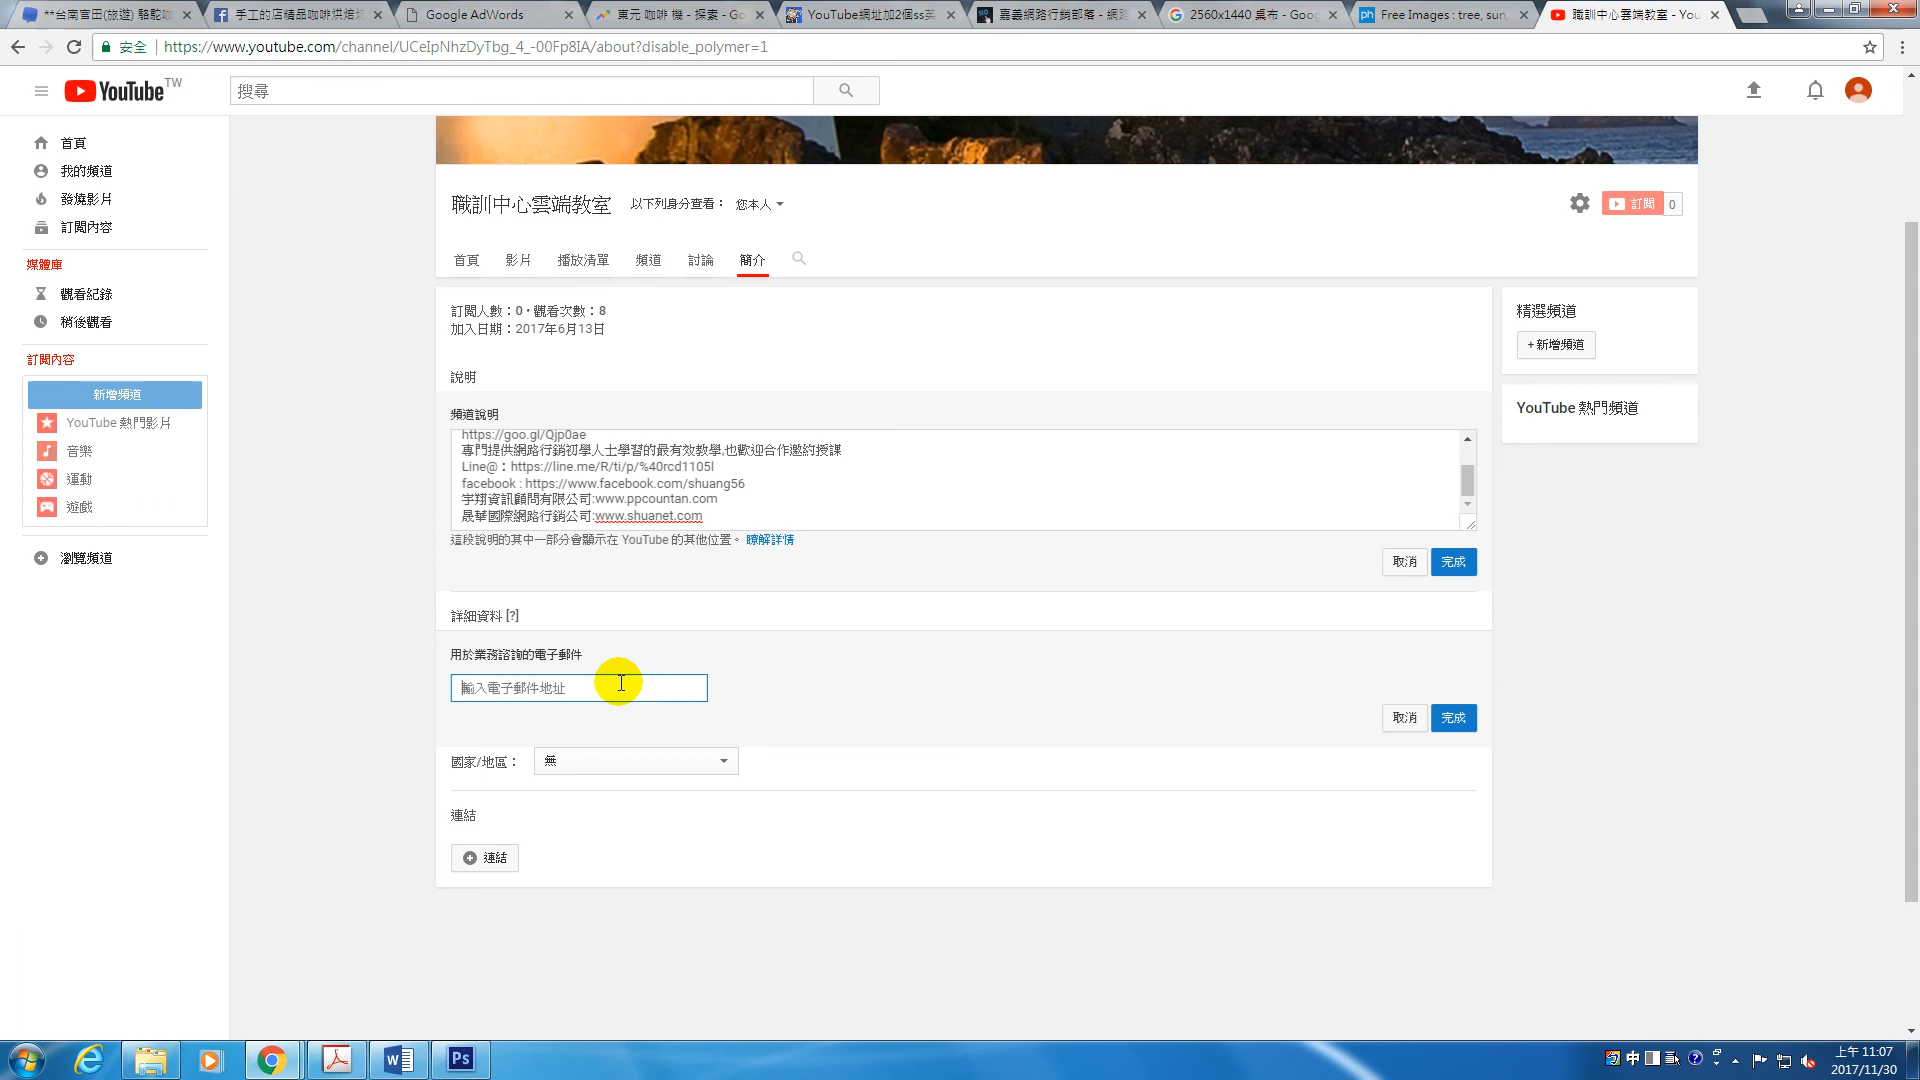 **台南官田(旅遊) 駱駝咖
手工的店精品咖啡烘焙坊
Google AdWords
東元 咖啡 機 - 探索 - Go
YouTube網址加2個ss英
嘉義網路行銷部落 - 網路
2560x1440 桌布 - Goog
Free Images : tree, sun,
職訓中心雲端教室 - You
安全
https://www.youtube.com/channel/UCeIpNhzDyTbg_4_-00Fp8IA/about?disable_polymer=1
YouTube TW
搜尋
首頁
我的頻道
發燒影片
訂閱內容
媒體庫
觀看紀錄
稍後觀看
訂閱內容
新增頻道
YouTube 熱門影片
音樂
運動
遊戲
瀏覽頻道
職訓中心雲端教室
以下列身分查看： 您本人
訂閱 0
首頁 影片 播放清單 頻道 討論 簡介
訂閱人數：0 • 觀看次數：8
加入日期：2017年6月13日
說明
頻道說明
https://goo.gl/Qjp0ae
專門提供網路行銷初學人士學習的最有效教學,也歡迎合作邀約授課
Line@：https://line.me/R/ti/p/%40rcd1105l
facebook : https://www.facebook.com/shuang56
宇翔資訊顧問有限公司:www.ppcountan.com
晟華國際網路行銷公司:www.shuanet.com
這段說明的其中一部分會顯示在 YouTube 的其他位置。 瞭解詳情
取消 完成
詳細資料 [?]
用於業務諮詢的電子郵件
輸入電子郵件地址
取消 完成
國家/地區： 無
連結
連結
精選頻道
+ 新增頻道
YouTube 熱門頻道
Ps
中
上午 11:07
2017/11/30